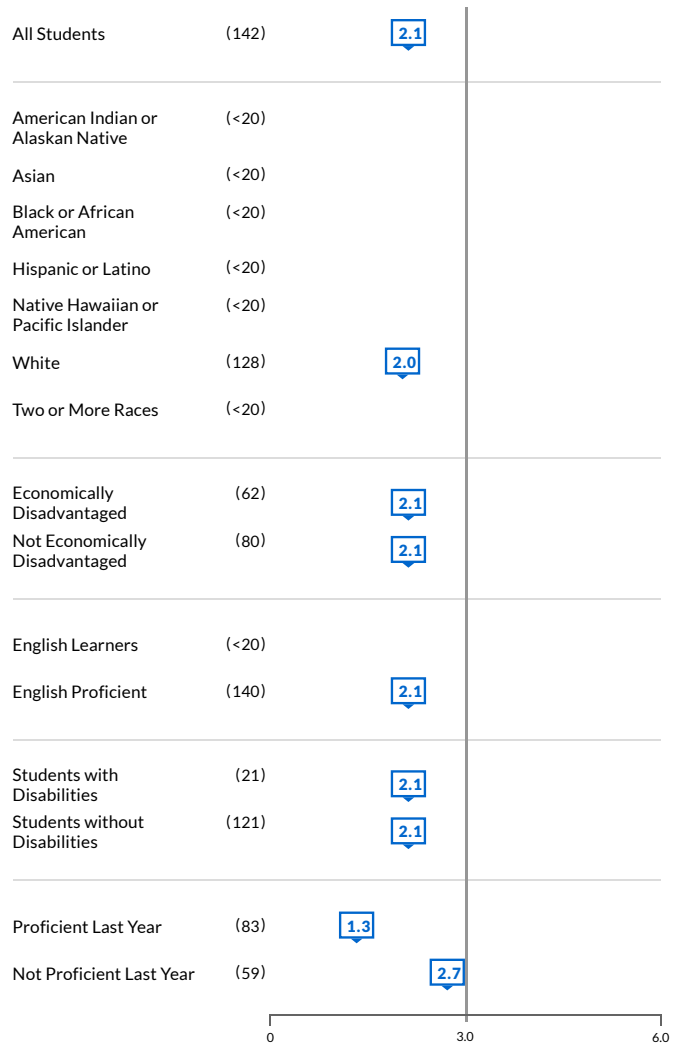 All Students (142) 2.1
American Indian or (<20)
Alaskan Native
Asian (<20)
Black or African (<20)
American
Hispanic or Latino (<20)
Native Hawaiian or (<20)
Pacific Islander
White (128) 2.0
Two or More Races (<20)
Economically (62) 2.1
Disadvantaged
Not Economically (80) 2.1
Disadvantaged
English Learners (<20)
English Proficient (140) 2.1
Students with (21) 2.1
Disabilities
Students without (121) 2.1
Disabilities
Proficient Last Year (83) 1.3
Not Proficient Last Year (59) 2.7
0 3.0 6.0